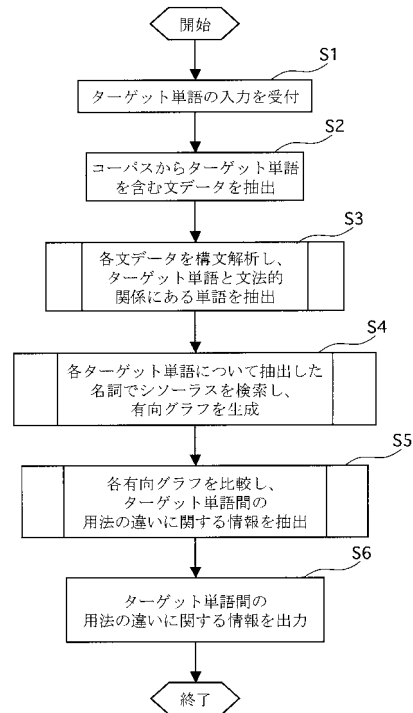 開始
S1
ターゲット単語の入力を受付
S2
コーパスからターゲット単語
を含む文データを抽出
S3
各文データを構文解析し、
ターゲット単語と文法的
関係にある単語を抽出
S4
各ターゲット単語について抽出した
名詞でシソーラスを検索し、
有向グラフを生成
S5
各有向グラフを比較し、
ターゲット単語間の
用法の違いに関する情報を抽出
S6
ターゲット単語間の
用法の違いに関する情報を出力
終了